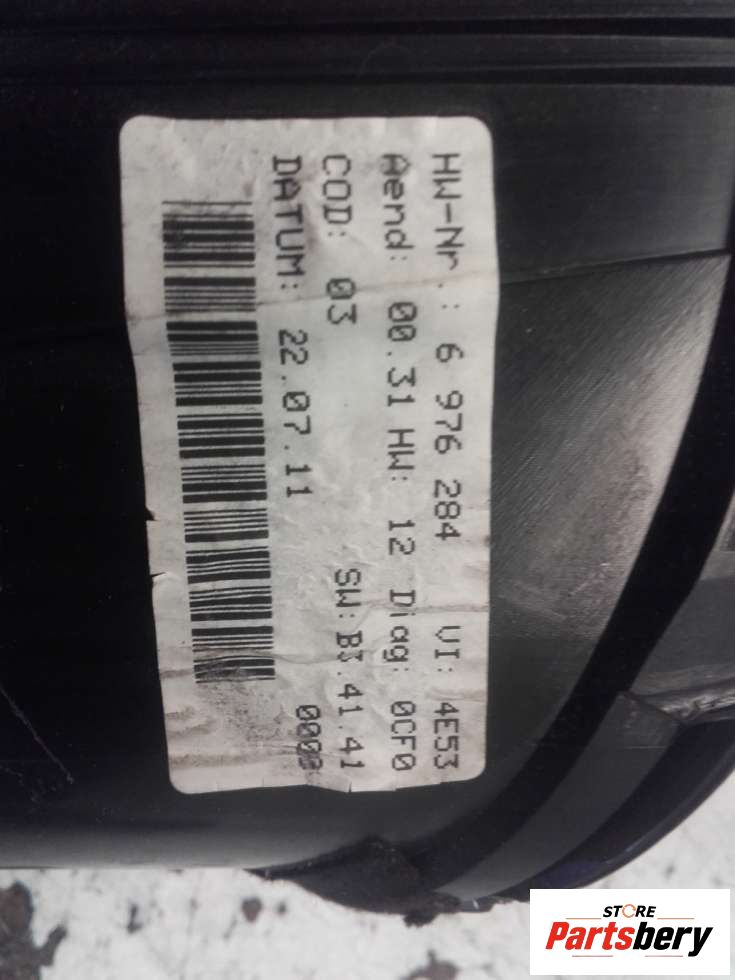 HW-Nr.: 6 976 284 VI: 4E53
Aend: 00.31 HW: 12 Diag: 0CF0
COD: 03 SW: B3.41.41
DATUM: 22.07.11
STORE
Partsbery